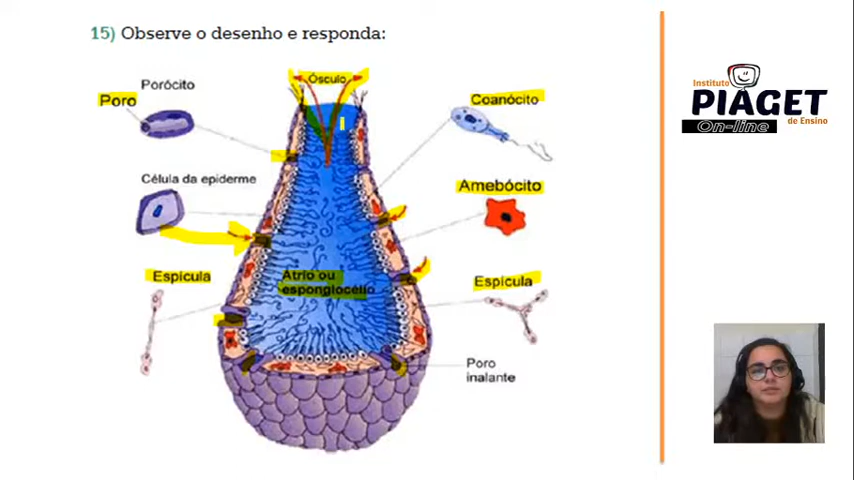 15) Observe o desenho e responda:
Ósculo
Porócito
Poro
Coanócito
Célula da epiderme
Amebócito
Espícula
Átrio ou
espongiocélio
Espícula
Poro
inalante
Instituto
PIAGET
de Ensino
On-line